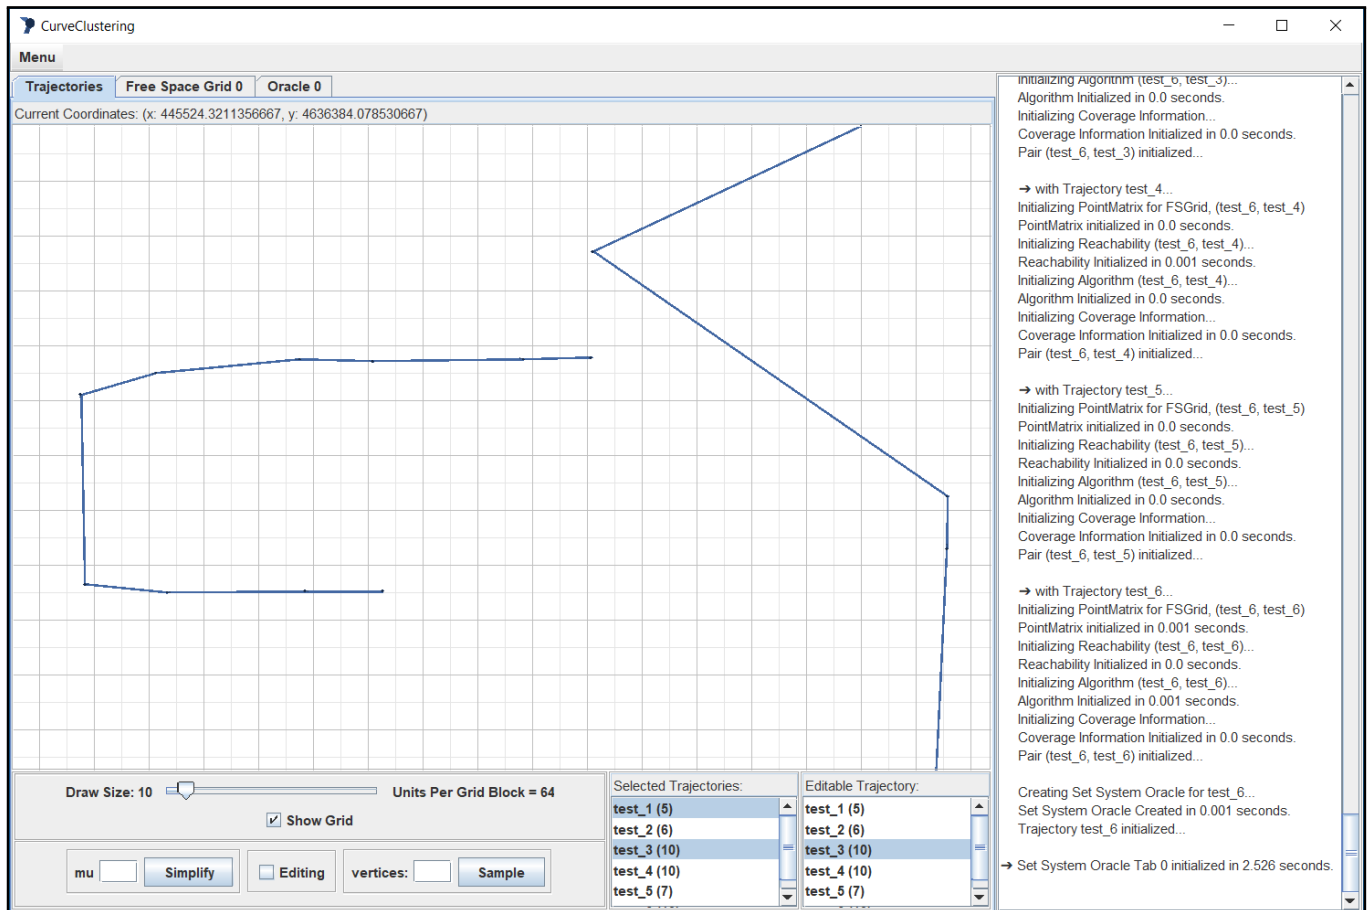 CurveClustering
Menu
Trajectories
Free Space Grid 0
Oracle 0
Current Coordinates: (x: 445524.3211356667, y: 4636384.078530667)
Draw Size: 10
Units Per Grid Block = 64
Show Grid
mu
Simplify
Editing
vertices:
Sample
Selected Trajectories:
test_1 (5)
test_2 (6)
test_3 (10)
test_4 (10)
test_5 (7)
Editable Trajectory:
test_1 (5)
test_2 (6)
test_3 (10)
test_4 (10)
test_5 (7)
Initializing Algorithm (test_6, test_3)...
Algorithm Initialized in 0.0 seconds.
Initializing Coverage Information...
Coverage Information Initialized in 0.0 seconds.
Pair (test_6, test_3) initialized...
➔ with Trajectory test_4...
Initializing PointMatrix for FSGrid, (test_6, test_4)
PointMatrix initialized in 0.0 seconds.
Initializing Reachability (test_6, test_4)...
Reachability Initialized in 0.001 seconds.
Initializing Algorithm (test_6, test_4)...
Algorithm Initialized in 0.0 seconds.
Initializing Coverage Information...
Coverage Information Initialized in 0.0 seconds.
Pair (test_6, test_4) initialized...
➔ with Trajectory test_5...
Initializing PointMatrix for FSGrid, (test_6, test_5)
PointMatrix initialized in 0.0 seconds.
Initializing Reachability (test_6, test_5)...
Reachability Initialized in 0.0 seconds.
Initializing Algorithm (test_6, test_5)...
Algorithm Initialized in 0.0 seconds.
Initializing Coverage Information...
Coverage Information Initialized in 0.0 seconds.
Pair (test_6, test_5) initialized...
➔ with Trajectory test_6...
Initializing PointMatrix for FSGrid, (test_6, test_6)
PointMatrix initialized in 0.001 seconds.
Initializing Reachability (test_6, test_6)...
Reachability Initialized in 0.0 seconds.
Initializing Algorithm (test_6, test_6)...
Algorithm Initialized in 0.001 seconds.
Initializing Coverage Information...
Coverage Information Initialized in 0.0 seconds.
Pair (test_6, test_6) initialized...
Creating Set System Oracle for test_6...
Set System Oracle Created in 0.001 seconds.
Trajectory test_6 initialized...
➔ Set System Oracle Tab 0 initialized in 2.526 seconds.